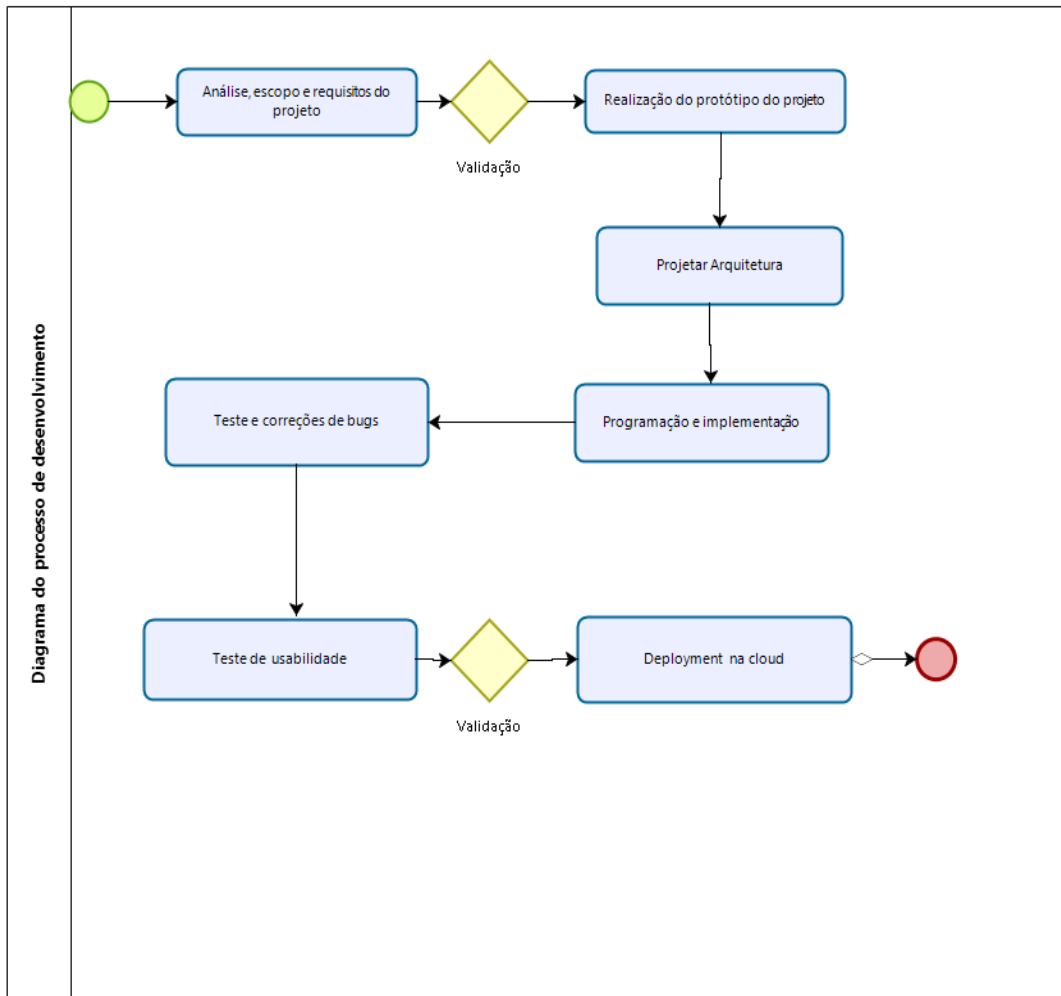 Diagrama do processo de desenvolvimento
Análise, escopo e requisitos do
projeto
Validação
Realização do protótipo do projeto
Projetar Arquitetura
Programação e implementação
Teste e correções de bugs
Teste de usabilidade
Validação
Deployment na cloud